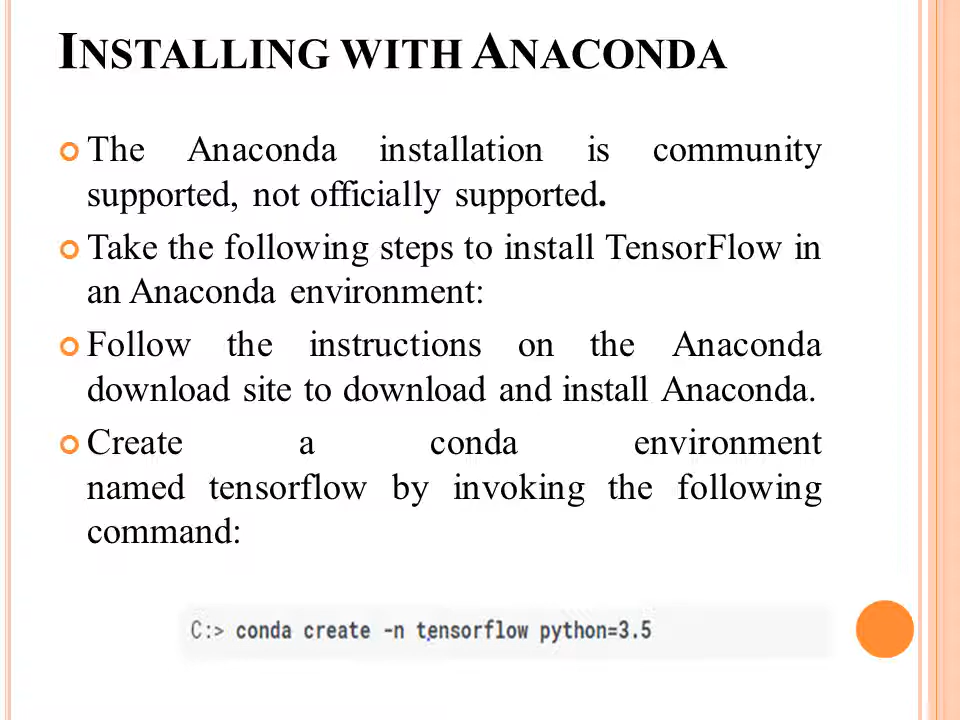 INSTALLING WITH ANACONDA
The Anaconda installation is community
supported, not officially supported.
Take the following steps to install TensorFlow in
an Anaconda environment:
Follow the instructions on the Anaconda
download site to download and install Anaconda.
Create a conda environment
named tensorflow by invoking the following
command:
C:> conda create -n tensorflow python=3.5